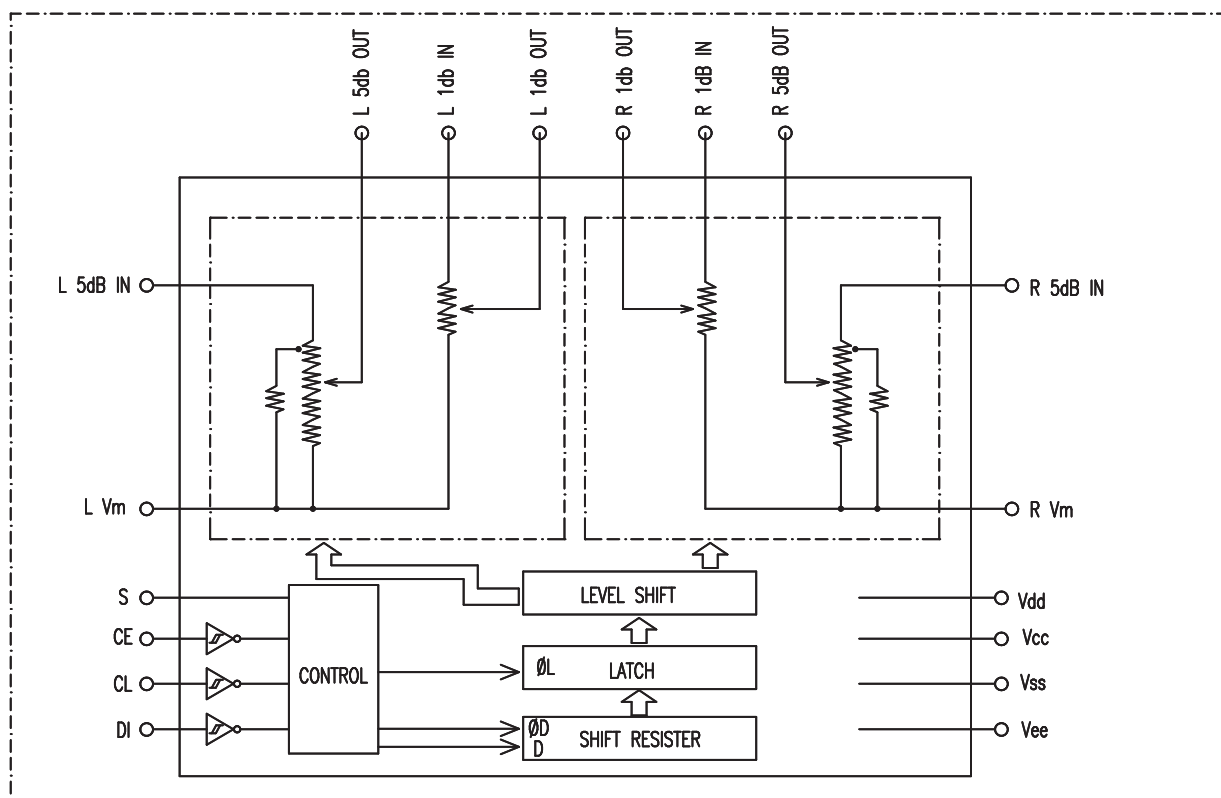 L 5db OUT
L 1db IN
L 1db OUT
R 1db OUT
R 1dB IN
R 5dB OUT
L 5dB IN
R 5dB IN
L Vm
R Vm
S
CE
CL
DI
CONTROL
LEVEL SHIFT
ØL LATCH
ØD
D
SHIFT RESISTER
Vdd
Vcc
Vss
Vee